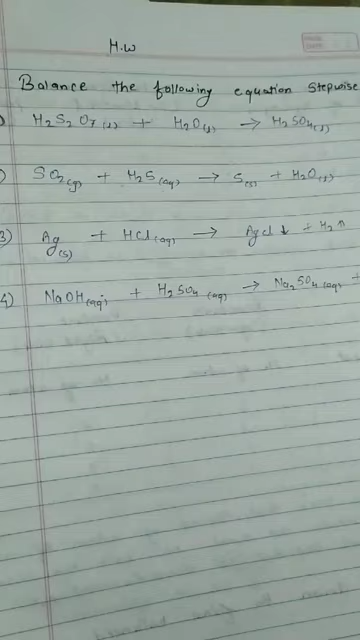 H.W
Balance the following equation stepwise
H₂S₂O₇(l) + H₂O(l) → H₂SO₄(l)
SO₂(g) + H₂S(aq) → S(s) + H₂O(l)
3) Ag(s) + HCl(aq) → AgCl ↓ + H₂↑
4) NaOH(aq) + H₂SO₄(aq) → Na₂SO₄(aq) +